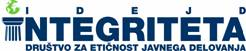 IDEJD
INTEGRITETA
DRUŠTVO ZA ETIČNOST JAVNEGA DELOVANJA